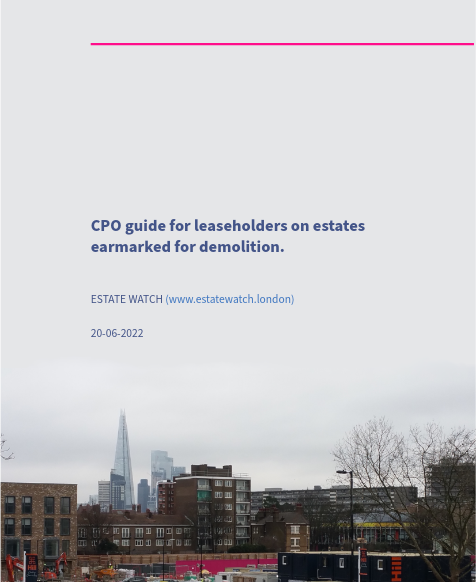 CPO guide for leaseholders on estates
earmarked for demolition.
ESTATE WATCH (www.estatewatch.london)
20-06-2022